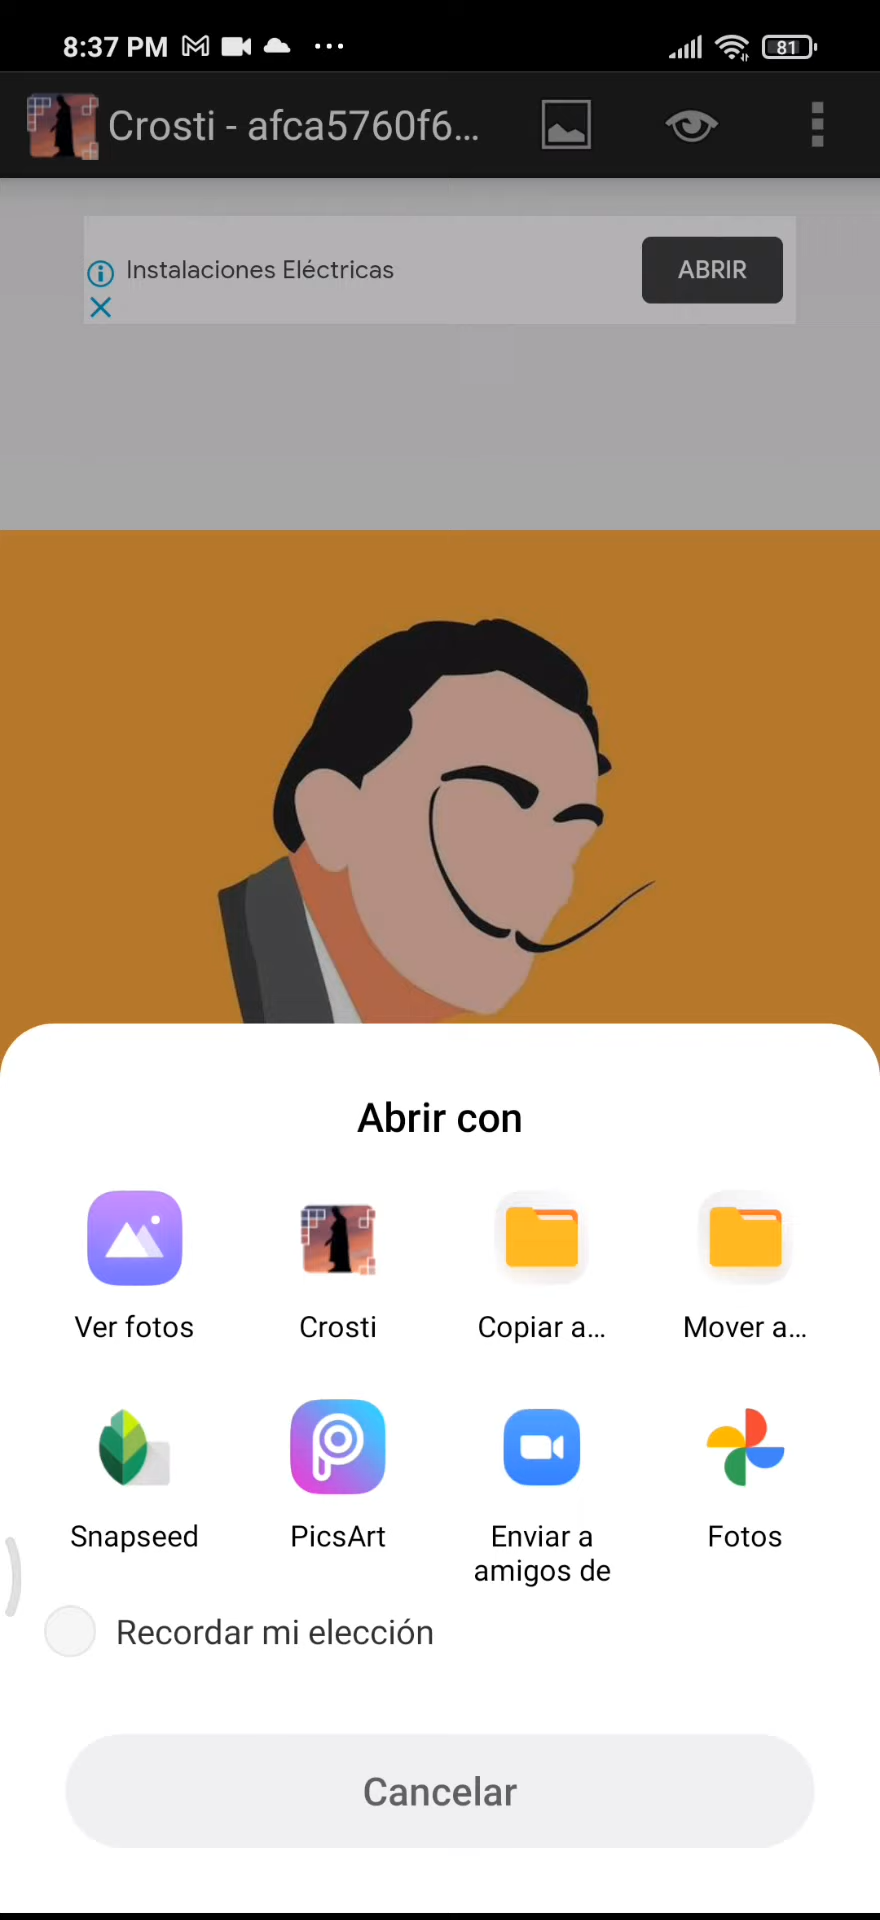 8:37 PM
81
Crosti - afca5760f6...
Instalaciones Eléctricas
ABRIR
Abrir con
Ver fotos
Crosti
Copiar a...
Mover a...
Snapseed
PicsArt
Enviar a
amigos de
Fotos
Recordar mi elección
Cancelar